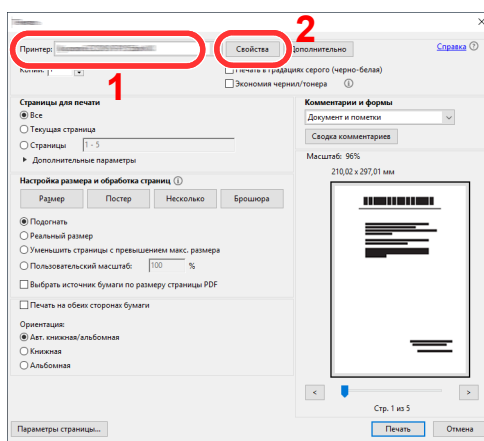 2
Принтер:
Свойства
Дополнительно
Справка
1
Копии: 1
Печать в градациях серого (черно-белая)
Экономия чернил/тонера
Страницы для печати
Все
Текущая страница
Страницы 1 - 5
Дополнительные параметры
Настройка размера и обработка страниц
Размер Постер Несколько Брошюра
Подогнать
Реальный размер
Уменьшить страницы с превышением макс. размера
Пользовательский масштаб: 100 %
Выбрать источник бумаги по размеру страницы PDF
Печать на обеих сторонах бумаги
Ориентация:
Авт. книжная/альбомная
Книжная
Альбомная
Комментарии и формы
Документ и пометки
Сводка комментариев
Масштаб: 96%
210,02 x 297,01 мм
< >
Стр. 1 из 5
Параметры страницы...
Печать Отмена